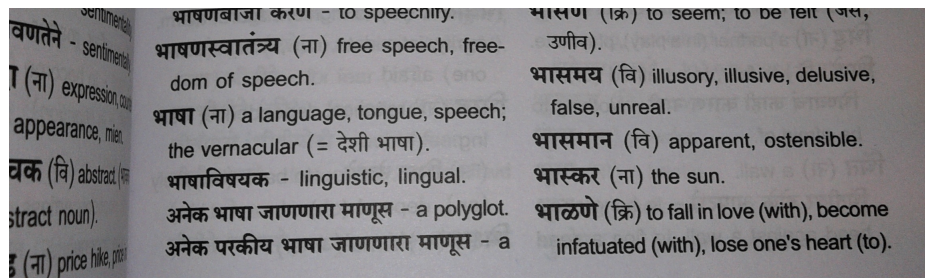 sentimental
वणतेने - sentimental
(ना) expression,
appearance, mien.
चक (वि) abstract,
stract noun).
(ना) price hike,
भाषणबाजी करणे - to speechify.
भाषणस्वातंत्र्य (ना) free speech, free-
dom of speech.
भाषा (ना) a language, tongue, speech;
the vernacular (= देशी भाषा).
भाषाविषयक - linguistic, lingual.
अनेक भाषा जाणणारा माणूस - a polyglot.
अनेक परकीय भाषा जाणणारा माणूस - a
भासणे (क्रि) to seem; to be felt (जसे,
उणीव).
भासमय (वि) illusory, illusive, delusive,
false, unreal.
भासमान (वि) apparent, ostensible.
भास्कर (ना) the sun.
भाळणे (क्रि) to fall in love (with), become
infatuated (with), lose one's heart (to).